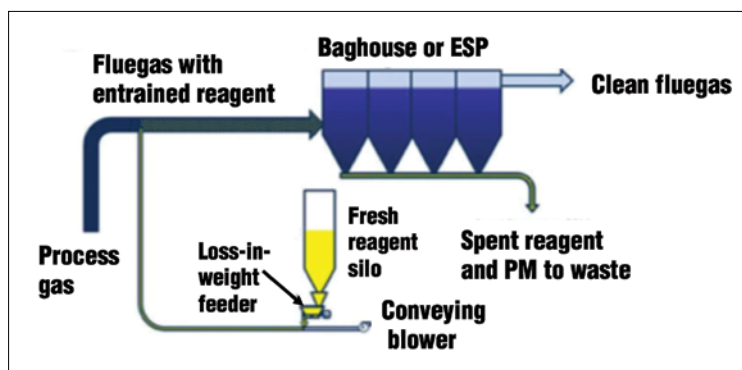 Baghouse or ESP
Fluegas with
entrained reagent
Clean fluegas
Process
gas
Loss-in-
weight
feeder
Fresh
reagent
silo
Conveying
blower
Spent reagent
and PM to waste